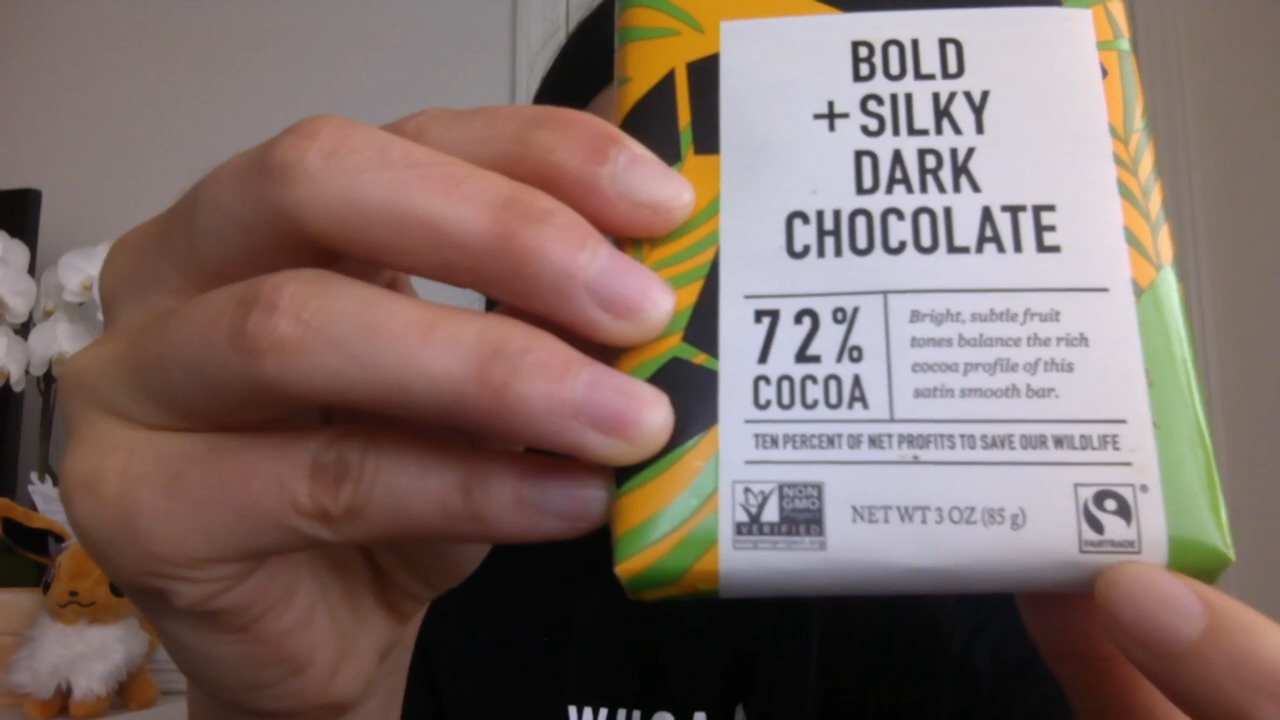 BOLD
+SILKY
DARK
CHOCOLATE
72%
COCOA
Bright, subtle fruit
tones balance the rich
cocoa profile of this
satin smooth bar.
TEN PERCENT OF NET PROFITS TO SAVE OUR WILDLIFE
NON
GMO
VERIFIED
NET WT 3 OZ (85 g)
FAIRTRADE
®